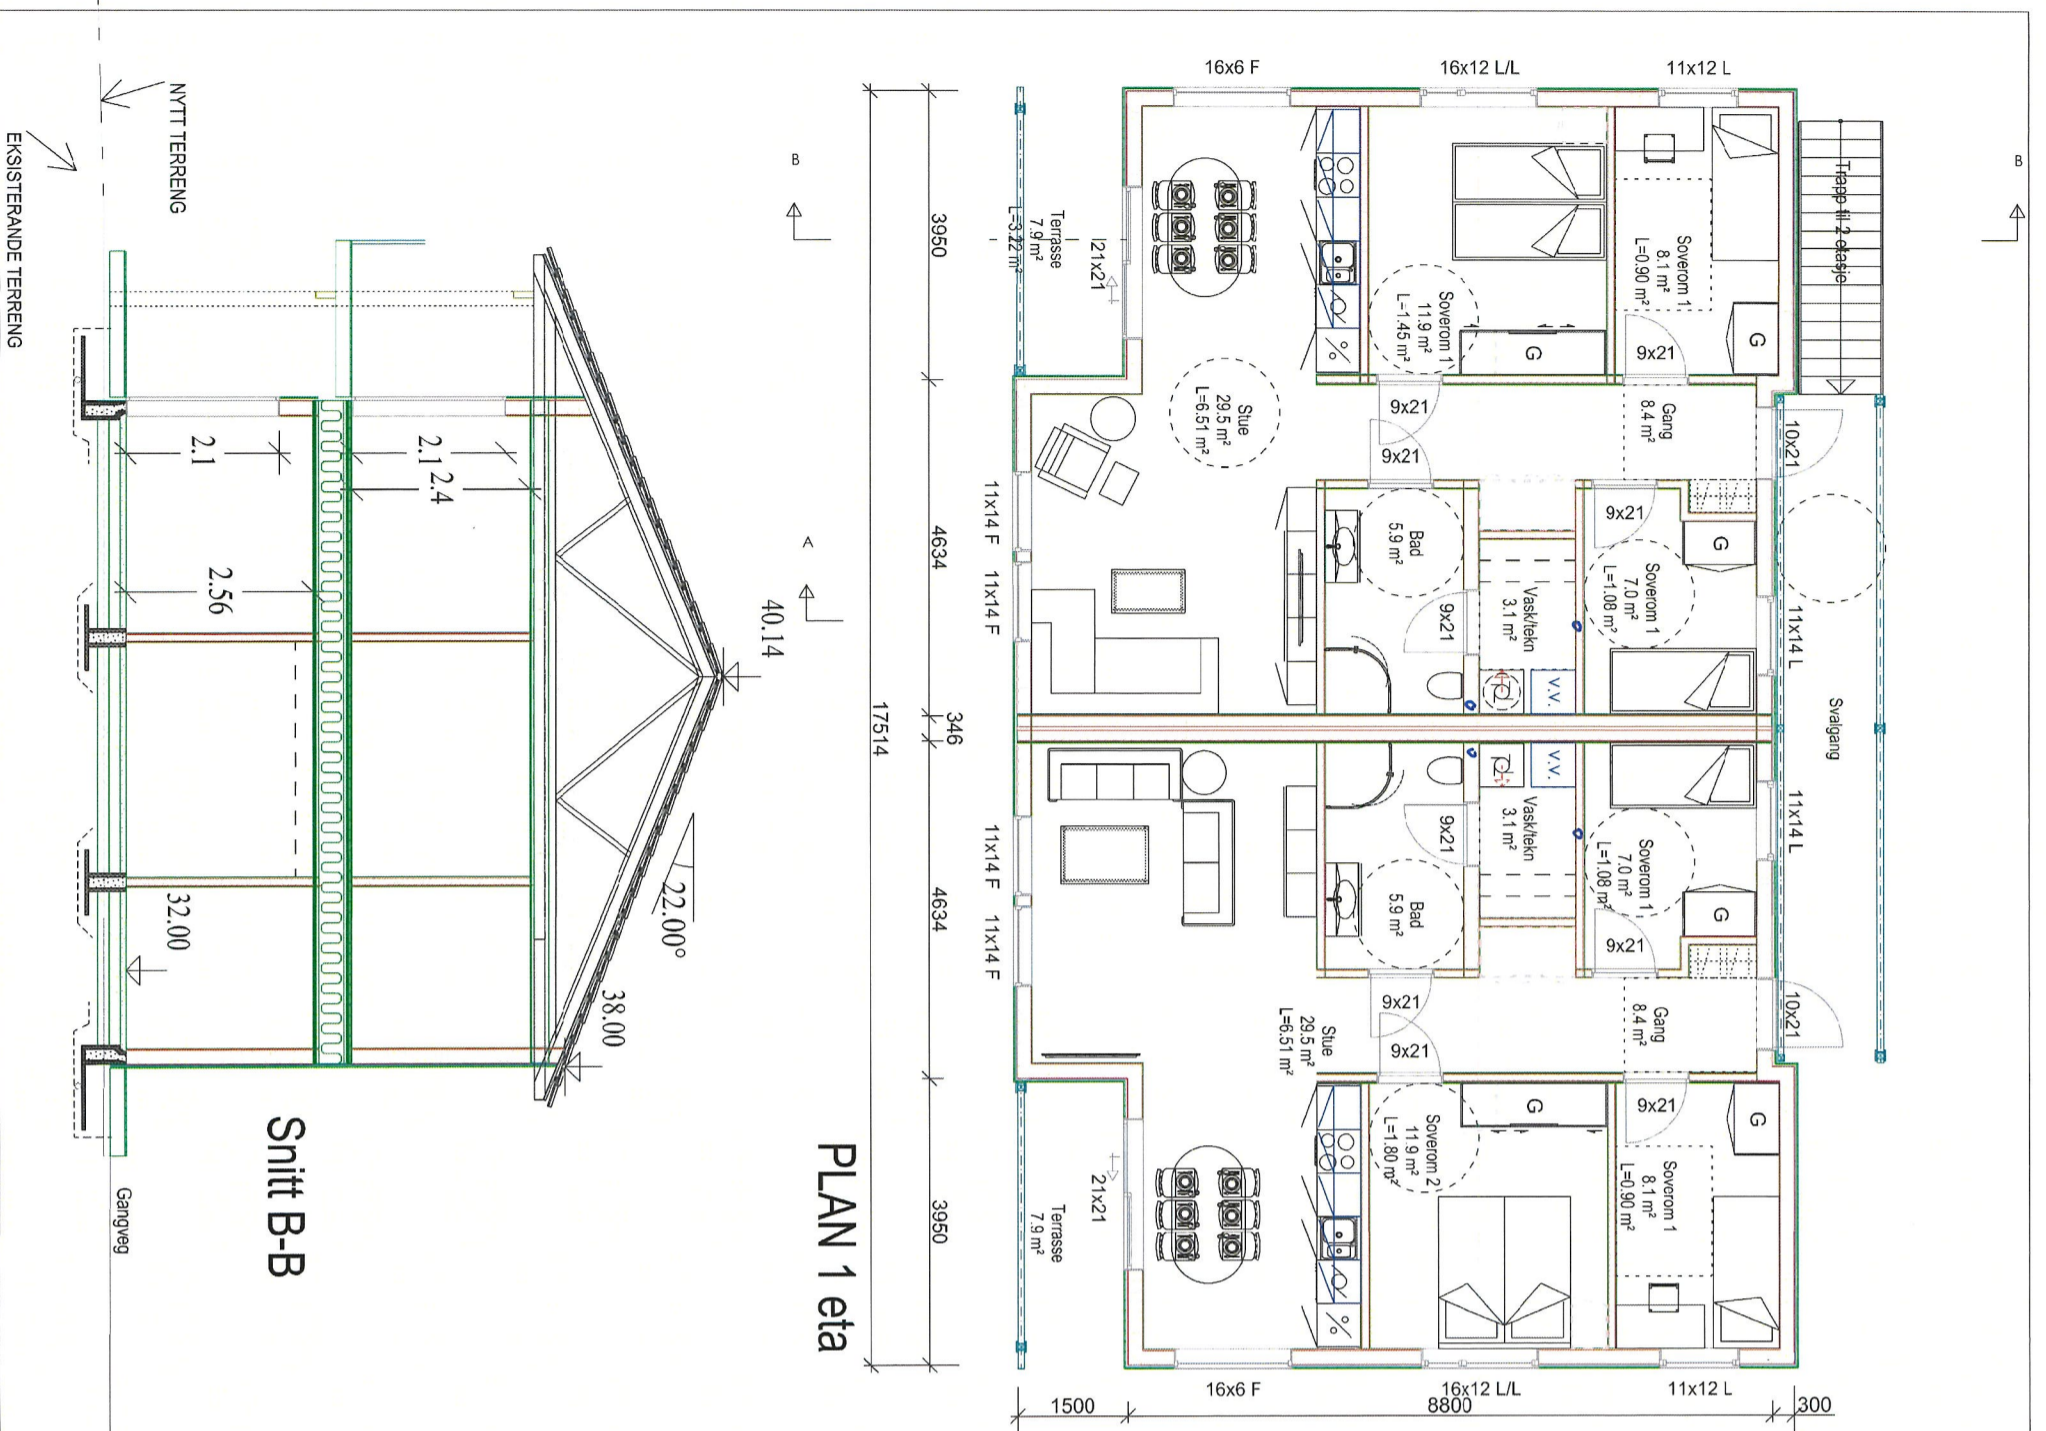 16x6 F
16x12 L/L
11x12 L
B
Trapp til 2 etasje
Soverom 1
8.1 m²
L=0.90 m²
G
9x21
Soverom 1
11.9 m²
L=1.45 m²
G
9x21
Terrasse
7.9 m²
L=3.22 m²
21x21
Stue
29.5 m²
L=6.51 m²
Gang
8.4 m²
10x21
9x21
9x21
G
Soverom 1
7.0 m²
L=1.08 m²
Bad
5.9 m²
9x21
Vask/tekn
3.1 m²
V.V.
11x14 F
11x14 F
11x14 L
Svalgang
11x14 L
V.V.
Vask/tekn
3.1 m²
9x21
Bad
5.9 m²
Soverom 1
7.0 m²
L=1.08 m²
G
9x21
11x14 F
11x14 F
10x21
Gang
8.4 m²
9x21
9x21
Stue
29.5 m²
L=6.51 m²
9x21
G
Soverom 2
11.9 m²
L=1.80 m²
G
Soverom 1
8.1 m²
L=0.90 m²
21x21
Terrasse
7.9 m²
16x6 F
16x12 L/L
11x12 L
1500
8800
300
3950
4634
346
4634
3950
17514
PLAN 1 eta
B
A
40.14
22.00°
38.00
2.1
2.4
2.1
2.56
32.00
NYTT TERRENG
EKSISTERANDE TERRENG
Gangveg
Snitt B-B